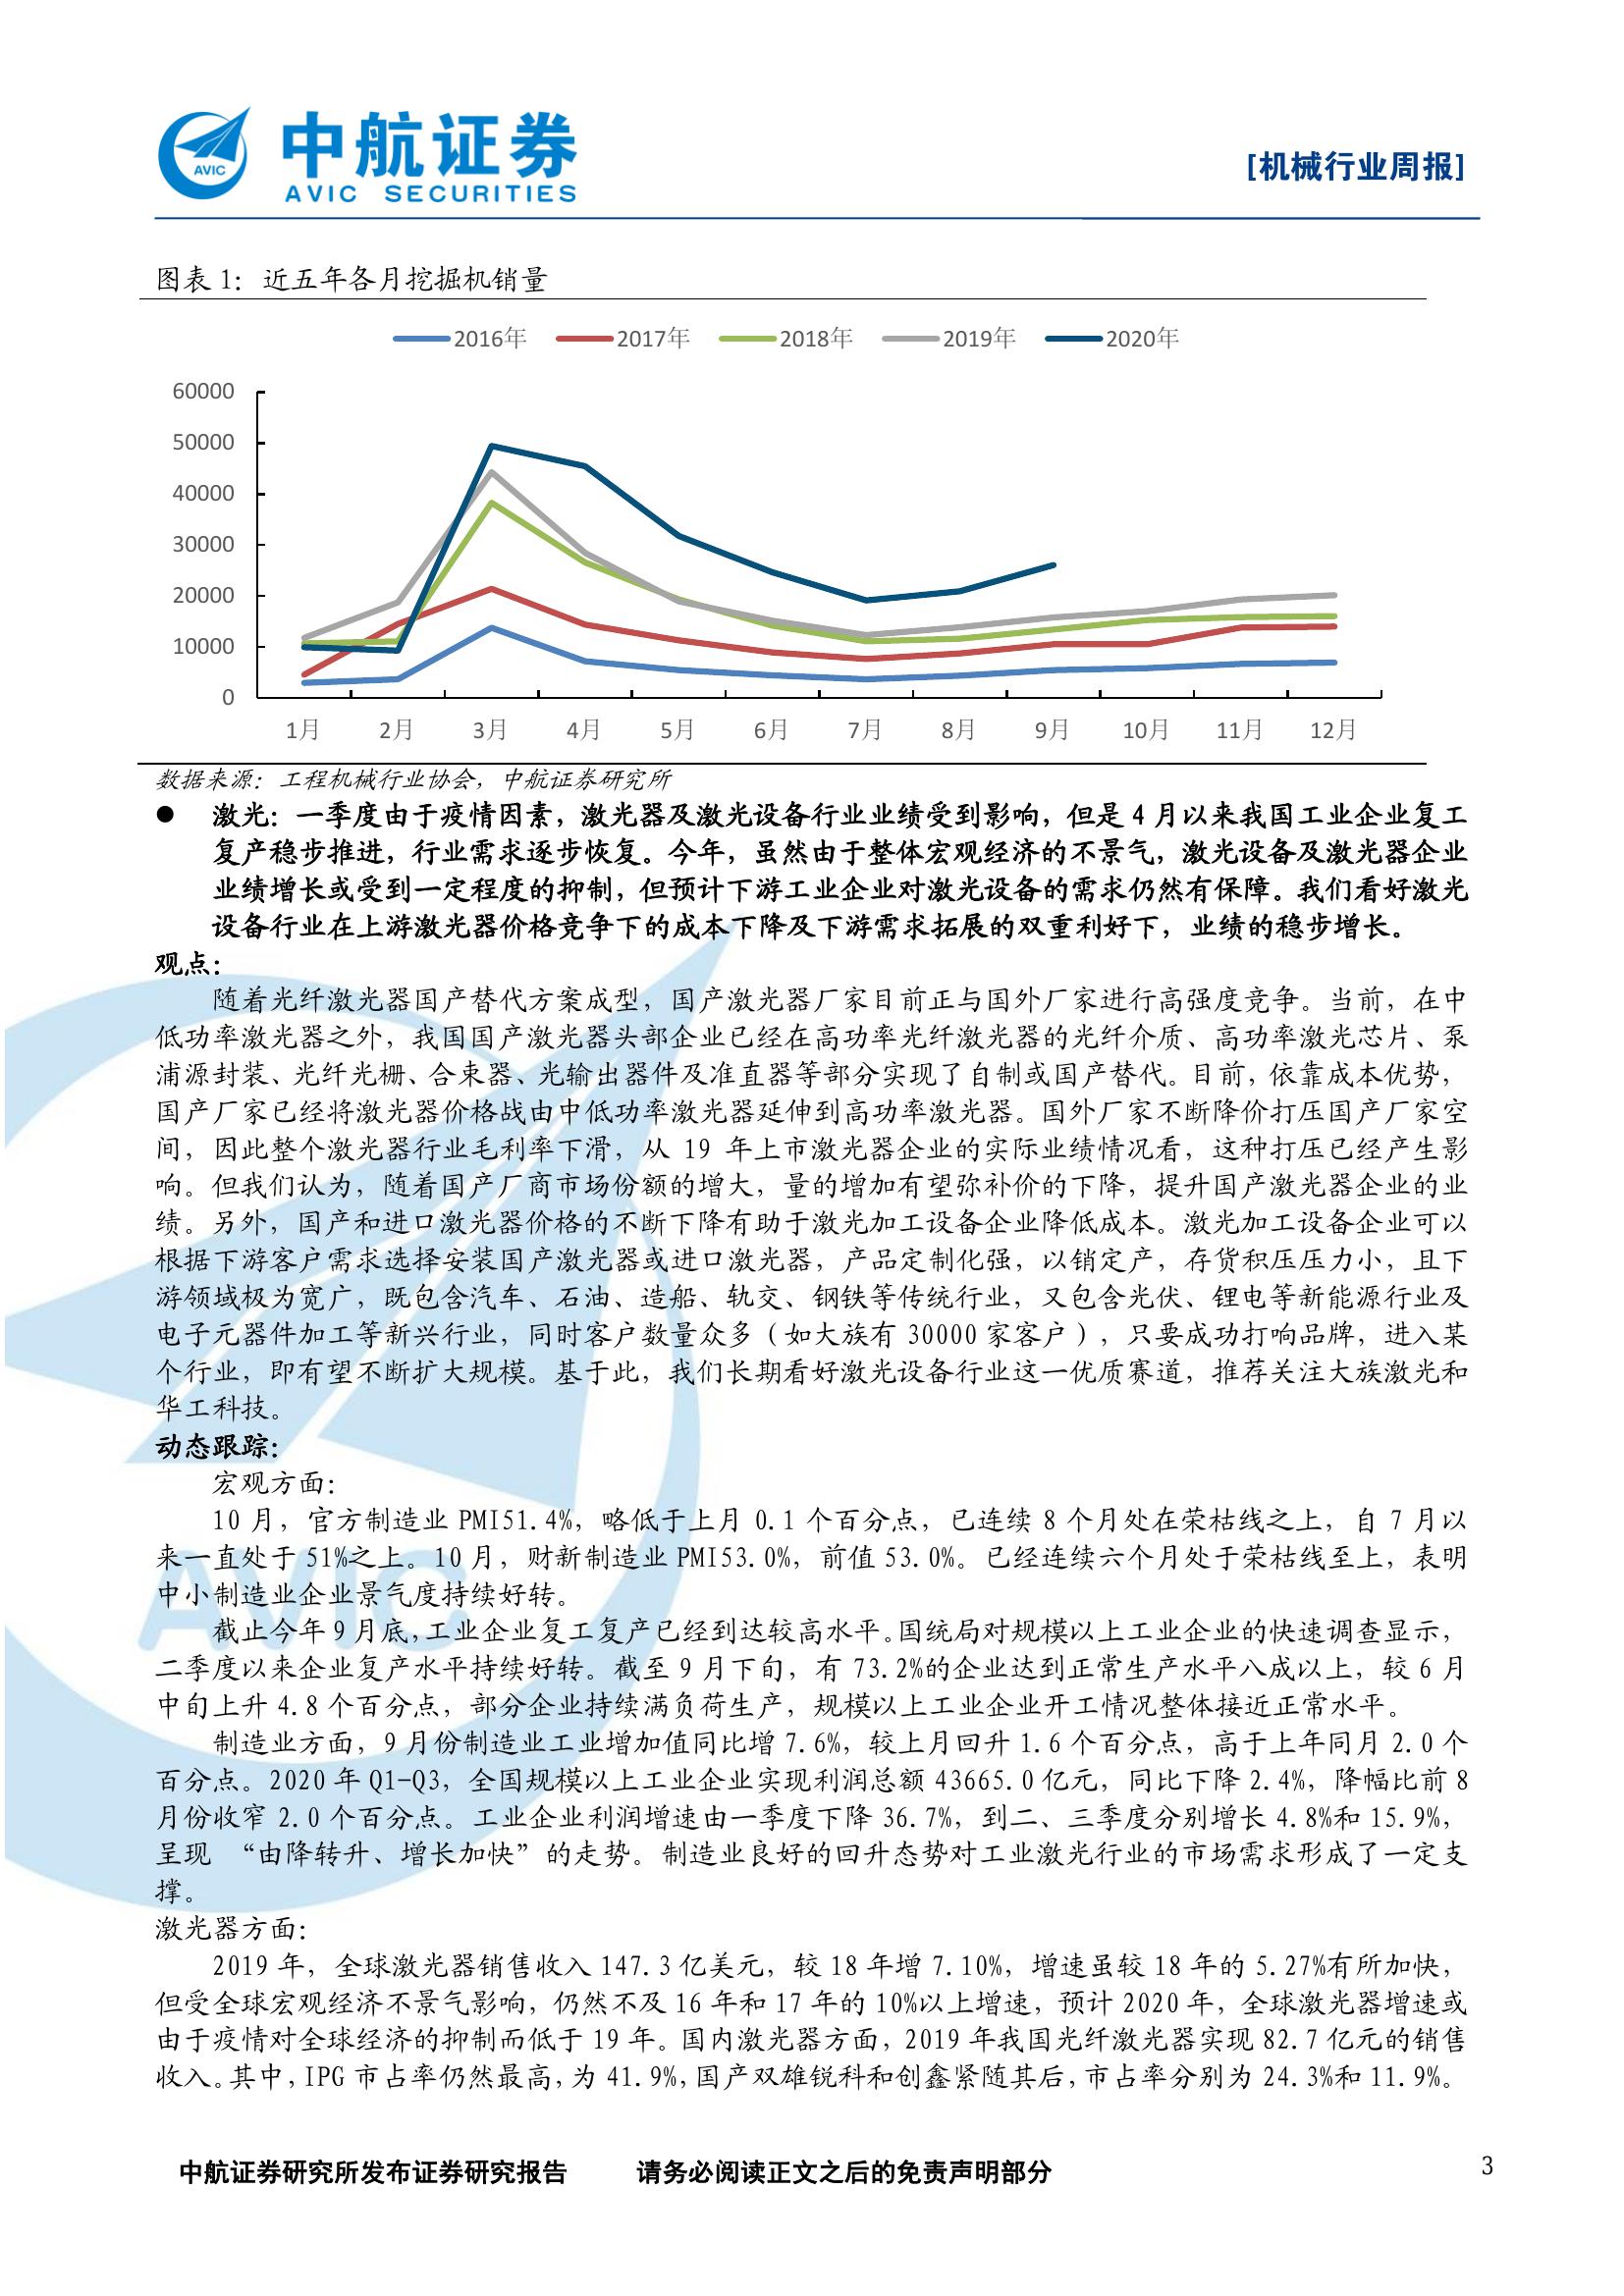 中航证券
AVIC
AVIC SECURITIES
[机械行业周报]
图表 1：近五年各月挖掘机销量
2016年 2017年 2018年 2019年 2020年
60000
50000
40000
30000
20000
10000
0
1月 2月 3月 4月 5月 6月 7月 8月 9月 10月 11月 12月
数据来源：工程机械行业协会，中航证券研究所
● 激光：一季度由于疫情因素，激光器及激光设备行业业绩受到影响，但是 4 月以来我国工业企业复工
复产稳步推进，行业需求逐步恢复。今年，虽然由于整体宏观经济的不景气，激光设备及激光器企业
业绩增长或受到一定程度的抑制，但预计下游工业企业对激光设备的需求仍然有保障。我们看好激光
设备行业在上游激光器价格竞争下的成本下降及下游需求拓展的双重利好下，业绩的稳步增长。
观点：
随着光纤激光器国产替代方案成型，国产激光器厂家目前正与国外厂家进行高强度竞争。当前，在中
低功率激光器之外，我国国产激光器头部企业已经在高功率光纤激光器的光纤介质、高功率激光芯片、泵
浦源封装、光纤光栅、合束器、光输出器件及准直器等部分实现了自制或国产替代。目前，依靠成本优势，
国产厂家已经将激光器价格战由中低功率激光器延伸到高功率激光器。国外厂家不断降价打压国产厂家空
间，因此整个激光器行业毛利率下滑，从 19 年上市激光器企业的实际业绩情况看，这种打压已经产生影
响。但我们认为，随着国产厂商市场份额的增大，量的增加有望弥补价的下降，提升国产激光器企业的业
绩。另外，国产和进口激光器价格的不断下降有助于激光加工设备企业降低成本。激光加工设备企业可以
根据下游客户需求选择安装国产激光器或进口激光器，产品定制化强，以销定产，存货积压压力小，且下
游领域极为宽广，既包含汽车、石油、造船、轨交、钢铁等传统行业，又包含光伏、锂电等新能源行业及
电子元器件加工等新兴行业，同时客户数量众多（如大族有 30000 家客户），只要成功打响品牌，进入某
个行业，即有望不断扩大规模。基于此，我们长期看好激光设备行业这一优质赛道，推荐关注大族激光和
华工科技。
动态跟踪：
宏观方面：
10 月，官方制造业 PMI51.4%，略低于上月 0.1 个百分点，已连续 8 个月处在荣枯线之上，自 7 月以
来一直处于 51%之上。10 月，财新制造业 PMI53.0%，前值 53.0%。已经连续六个月处于荣枯线至上，表明
中小制造业企业景气度持续好转。
截止今年 9 月底，工业企业复工复产已经到达较高水平。国统局对规模以上工业企业的快速调查显示，
二季度以来企业复产水平持续好转。截至 9 月下旬，有 73.2%的企业达到正常生产水平八成以上，较 6 月
中旬上升 4.8 个百分点，部分企业持续满负荷生产，规模以上工业企业开工情况整体接近正常水平。
制造业方面，9 月份制造业工业增加值同比增 7.6%，较上月回升 1.6 个百分点，高于上年同月 2.0 个
百分点。2020 年 Q1-Q3，全国规模以上工业企业实现利润总额 43665.0 亿元，同比下降 2.4%，降幅比前 8
月份收窄 2.0 个百分点。工业企业利润增速由一季度下降 36.7%，到二、三季度分别增长 4.8%和 15.9%，
呈现 “由降转升、增长加快”的走势。制造业良好的回升态势对工业激光行业的市场需求形成了一定支
撑。
激光器方面：
2019 年，全球激光器销售收入 147.3 亿美元，较 18 年增 7.10%，增速虽较 18 年的 5.27%有所加快，
但受全球宏观经济不景气影响，仍然不及 16 年和 17 年的 10%以上增速，预计 2020 年，全球激光器增速或
由于疫情对全球经济的抑制而低于 19 年。国内激光器方面，2019 年我国光纤激光器实现 82.7 亿元的销售
收入。其中，IPG 市占率仍然最高，为 41.9%，国产双雄锐科和创鑫紧随其后，市占率分别为 24.3%和 11.9%。
中航证券研究所发布证券研究报告 请务必阅读正文之后的免责声明部分 3